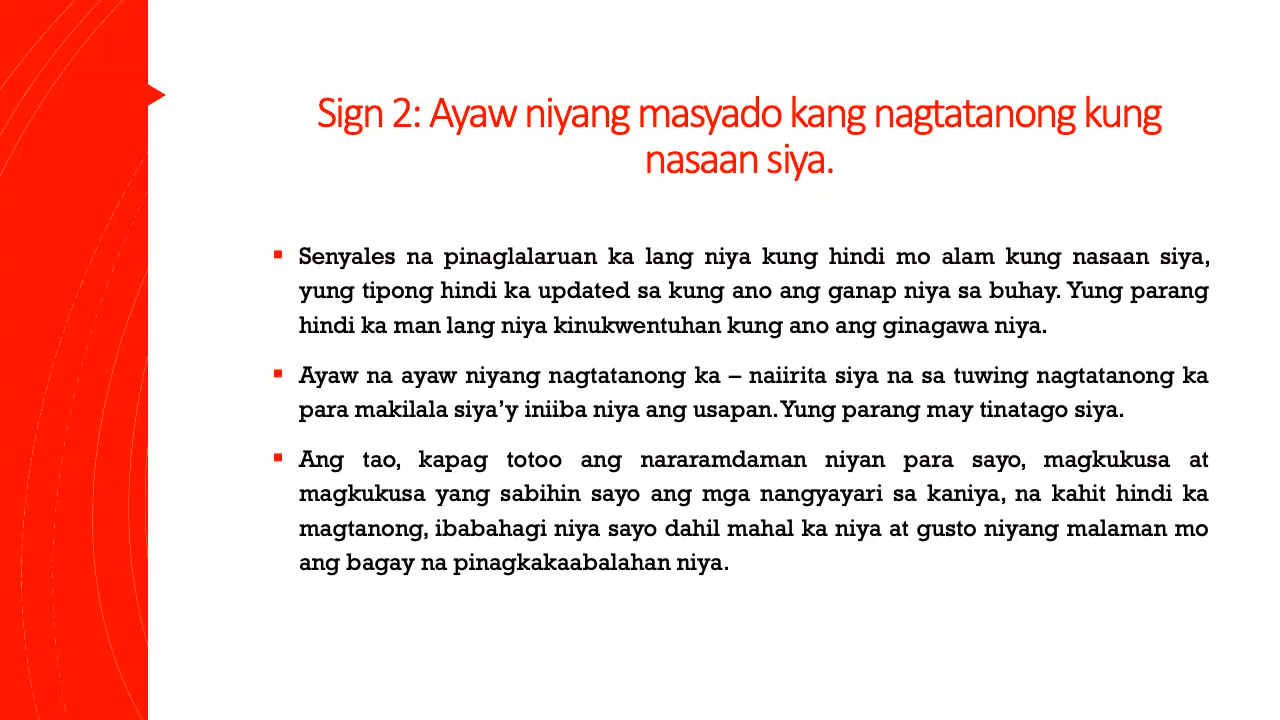 Sign 2: Ayaw niyang masyado kang nagtatanong kung
nasaan siya.
▪ Senyales na pinaglalaruan ka lang niya kung hindi mo alam kung nasaan siya,
yung tipong hindi ka updated sa kung ano ang ganap niya sa buhay. Yung parang
hindi ka man lang niya kinukwentuhan kung ano ang ginagawa niya.
▪ Ayaw na ayaw niyang nagtatanong ka – naiirita siya na sa tuwing nagtatanong ka
para makilala siya’y iniiba niya ang usapan. Yung parang may tinatago siya.
▪ Ang tao, kapag totoo ang nararamdaman niyan para sayo, magkukusa at
magkukusa yang sabihin sayo ang mga nangyayari sa kaniya, na kahit hindi ka
magtanong, ibabahagi niya sayo dahil mahal ka niya at gusto niyang malaman mo
ang bagay na pinagkakaabalahan niya.